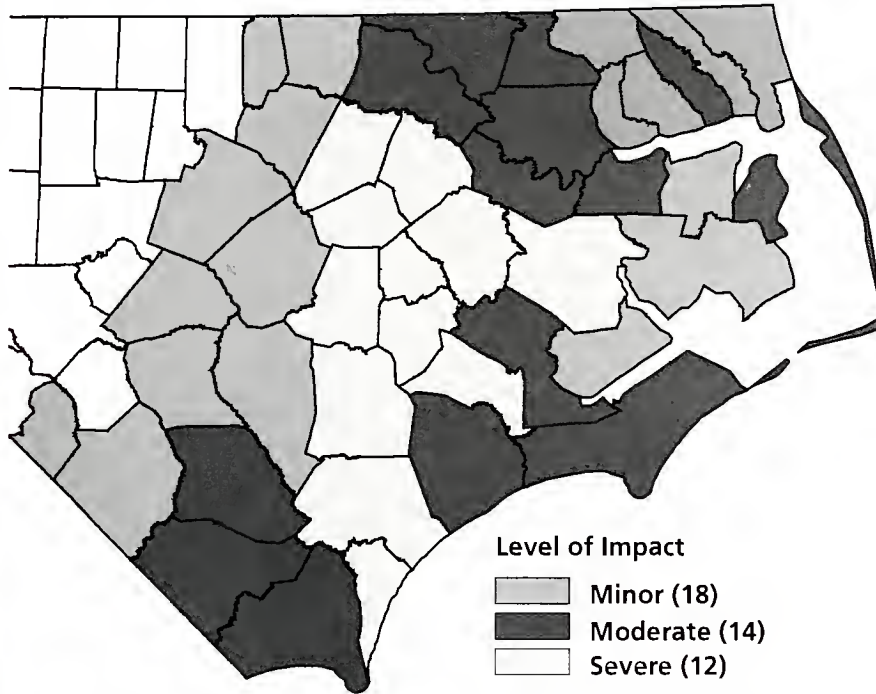 Level of Impact
Minor (18)
Moderate (14)
Severe (12)